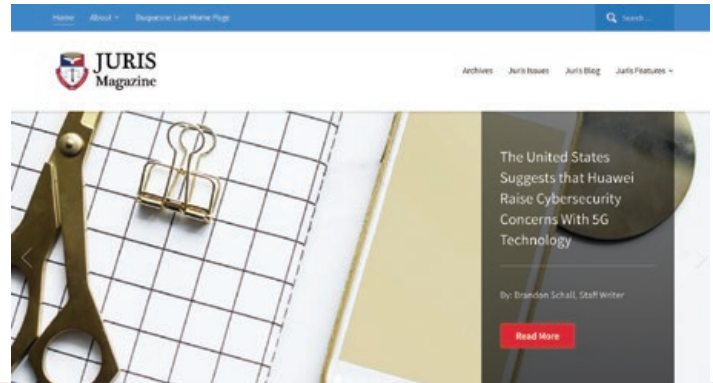 Home About Duquesne Law Home Page Search...
JURIS
Magazine
Archives Juris Issues Juris Blog Juris Features
The United States
Suggests that Huawei
Raise Cybersecurity
Concerns With 5G
Technology
By: Brandon Schall, Staff Writer
Read More